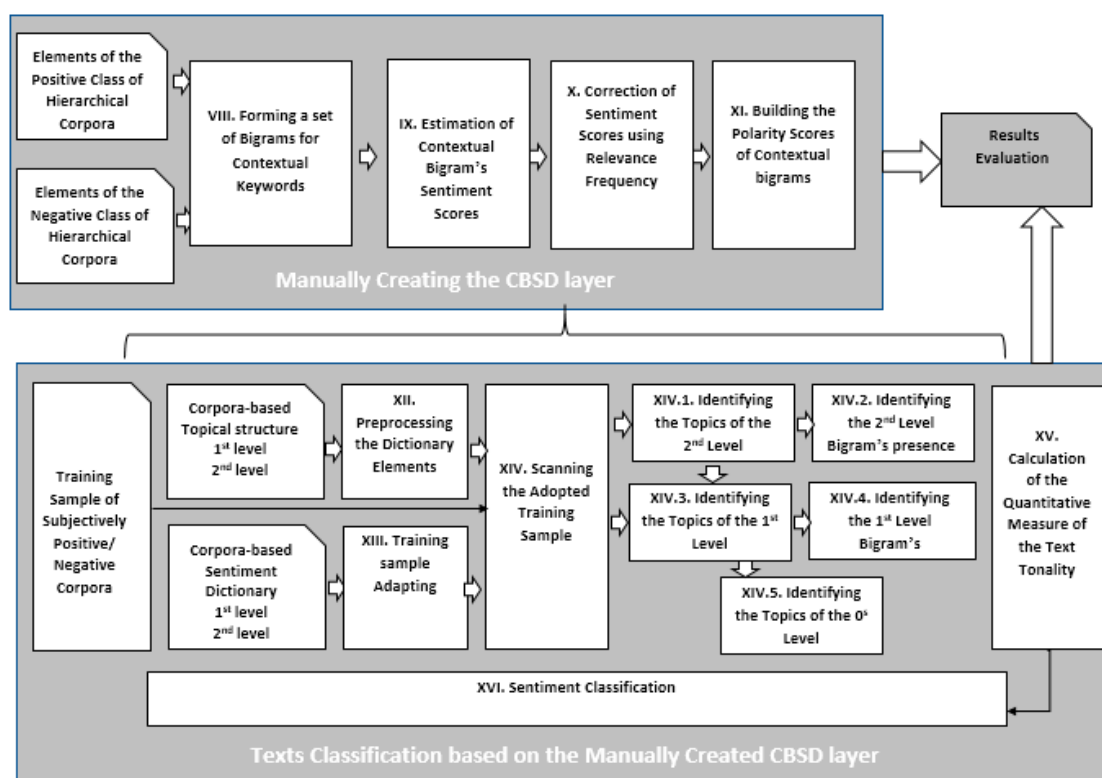 Elements of the
Positive Class of
Hierarchical
Corpora
Elements of the
Negative Class of
Hierarchical
Corpora
VIII. Forming a set
of Bigrams for
Contextual
Keywords
IX. Estimation of
Contextual
Bigram's
Sentiment
Scores
X. Correction of
Sentiment
Scores using
Relevance
Frequency
XI. Building the
Polarity Scores
of Contextual
bigrams
Results
Evaluation
Manually Creating the CBSD layer
Training
Sample of
Subjectively
Positive/
Negative
Corpora
Corpora-based
Topical structure
1st level
2nd level
XII.
Preprocessing
the Dictionary
Elements
Corpora-based
Sentiment
Dictionary
1st level
2nd level
XIII. Training
sample
Adapting
XIV. Scanning
the Adopted
Training
Sample
XIV.1. Identifying
the Topics of the
2nd Level
XIV.2. Identifying
the 2nd Level
Bigram's presence
XIV.3. Identifying
the Topics of the 1st
Level
XIV.4. Identifying
the 1st Level
Bigram's
XIV.5. Identifying
the Topics of the 0s
Level
XV.
Calculation
of the
Quantitative
Measure of
the Text
Tonality
XVI. Sentiment Classification
Texts Classification based on the Manually Created CBSD layer